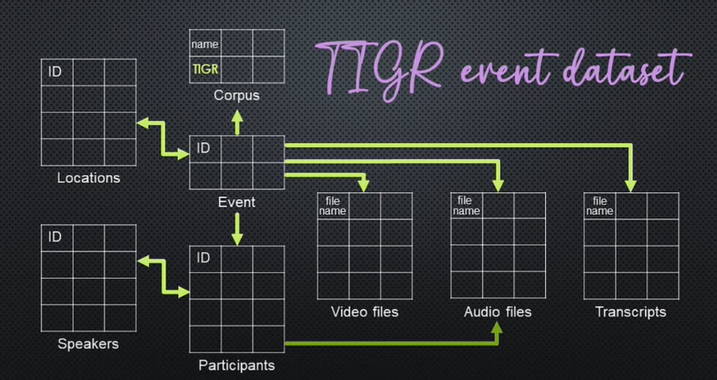 TIGR event dataset
name
TIGR
Corpus
ID
Locations
ID
Event
file
name
Video files
file
name
Audio files
file
name
Transcripts
ID
Speakers
ID
Participants